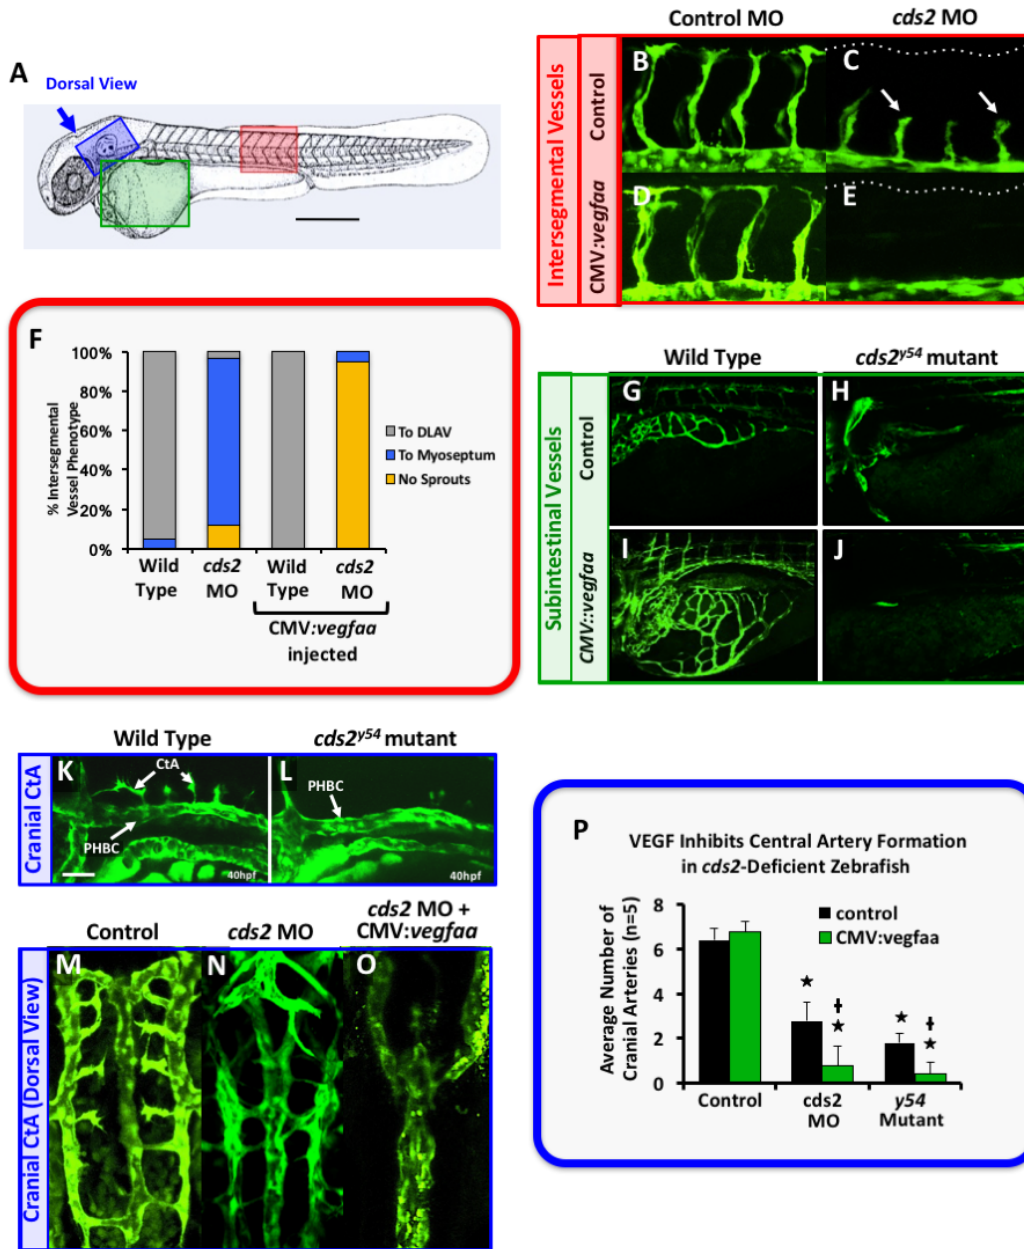 A
Dorsal View
Control MO
cds2 MO
Intersegmental Vessels
Control
CMV:vegfaa
B
C
D
E
F
100%
80%
60%
40%
20%
0%
% Intersegmental
Vessel Phenotype
To DLAV
To Myoseptum
No Sprouts
Wild
Type
cds2
MO
Wild
Type
cds2
MO
CMV:vegfaa
injected
Wild Type
cds2y54 mutant
Subintestinal Vessels
Control
CMV::vegfaa
G
H
I
J
Wild Type
cds2y54 mutant
Cranial CtA
K
CtA
PHBC
40hpf
L
PHBC
40hpf
Control
cds2 MO
cds2 MO +
CMV:vegfaa
Cranial CtA (Dorsal View)
M
N
O
P
VEGF Inhibits Central Artery Formation
in cds2-Deficient Zebrafish
Average Number of
Cranial Arteries (n=5)
8
6
4
2
0
control
CMV:vegfaa
★
ǂ
★
★
ǂ
★
Control
cds2
MO
y54
Mutant